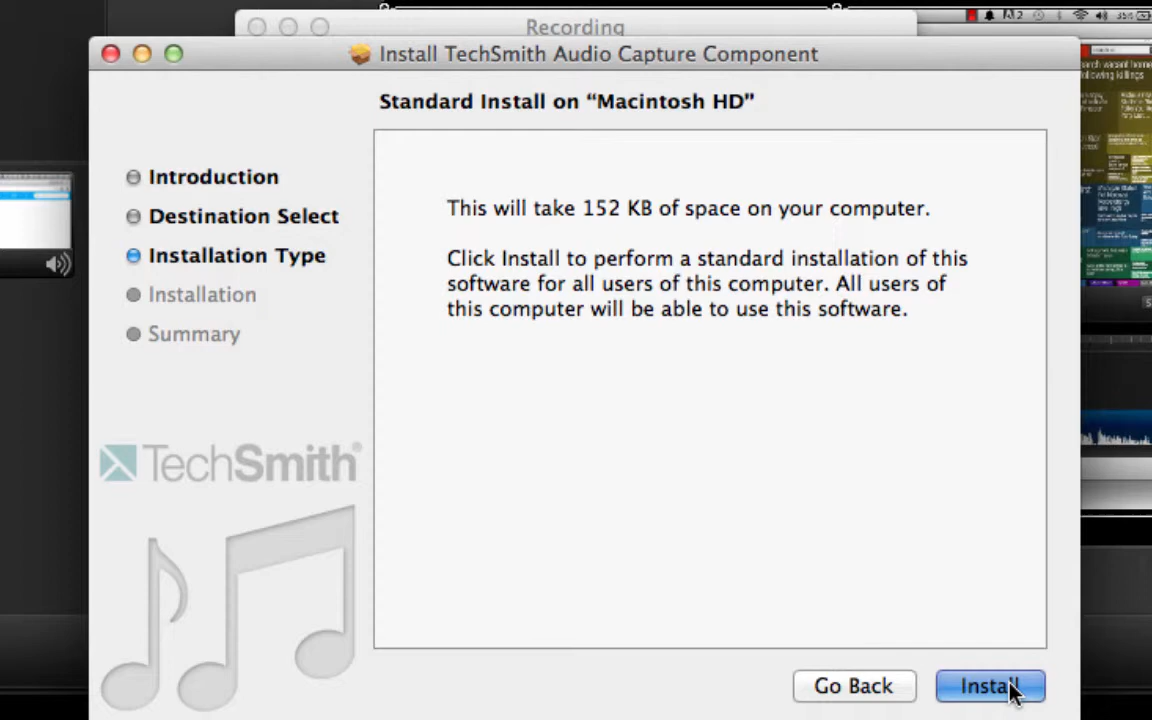 Recording
Install TechSmith Audio Capture Component
35%
Standard Install on “Macintosh HD”
Introduction
Destination Select
Installation Type
Installation
Summary
This will take 152 KB of space on your computer.
Click Install to perform a standard installation of this
software for all users of this computer. All users of
this computer will be able to use this software.
TechSmith®
Go Back
Install